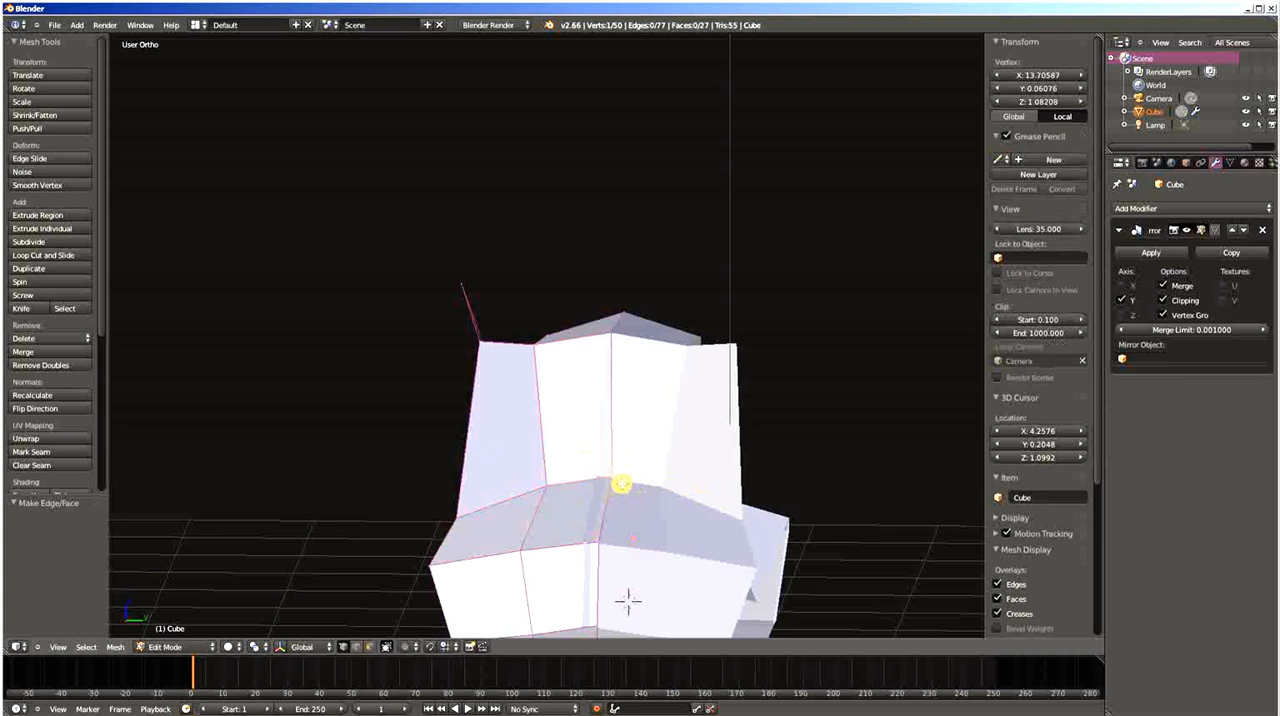 Blender
File Add Render Window Help Default Scene Blender Render v2.66 | Verts:1/50 | Edges:0/77 | Faces:0/27 | Tris:55 | Cube
Mesh Tools
Transform:
Translate
Rotate
Scale
Shrink/Fatten
Push/Pull
Deform:
Edge Slide
Noise
Smooth Vertex
Add:
Extrude Region
Extrude Individual
Subdivide
Loop Cut and Slide
Duplicate
Spin
Screw
Knife Select
Remove:
Delete
Merge
Remove Doubles
Normals:
Recalculate
Flip Direction
UV Mapping:
Unwrap
Mark Seam
Clear Seam
Shading:
Make Edge/Face
User Ortho
(1) Cube
Transform
Vertex:
X: 13.70587
Y: 0.06076
Z: 1.08208
Global Local
Grease Pencil
New
New Layer
Delete Frame Convert
View
Lens: 35.000
Lock to Object:
Lock to Cursor
Lock Camera to View
Clip:
Start: 0.100
End: 1000.000
Local Camera:
Camera
Render Border
3D Cursor
Location:
X: 4.2576
Y: 0.2048
Z: 1.0992
Item
Cube
Display
Motion Tracking
Mesh Display
Overlays:
Edges
Faces
Creases
Bevel Weights
View Search All Scenes
Scene
RenderLayers
World
Camera
Cube
Lamp
Cube
Add Modifier
rror
Apply Copy
Axis: Options: Textures:
X Merge U
Y Clipping V
Z Vertex Gro
Merge Limit: 0.001000
Mirror Object:
View Select Mesh Edit Mode Global
-50 -40 -30 -20 -10 0 10 20 30 40 50 60 70 80 90 100 110 120 130 140 150 160 170 180 190 200 210 220 230 240 250 260 270 280
View Marker Frame Playback Start: 1 End: 250 1 No Sync